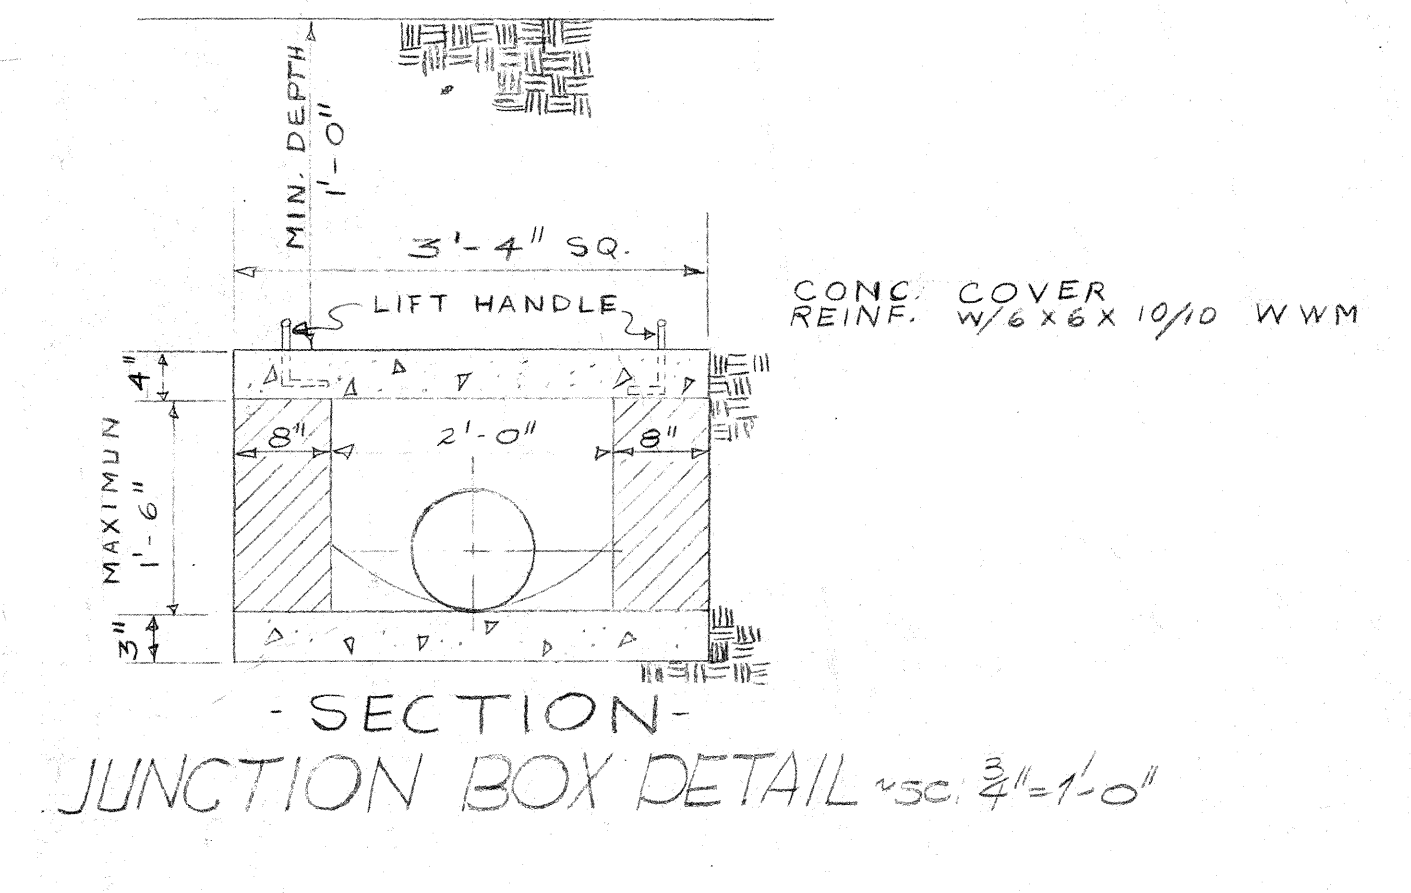 MIN. DEPTH
1'-0"
3'-4" SQ.
LIFT HANDLE
CONC. COVER
REINF. W/6X6X 10/10 WWM
4"
8"
2'-0"
8"
MAXIMUN
1'-6"
3"
-SECTION-
JUNCTION BOX DETAIL ~SC. 3/4"=1'-0"